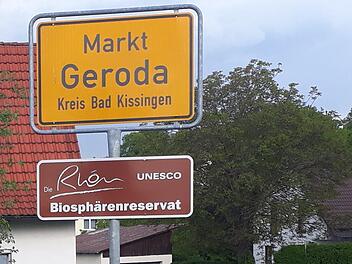 Markt
Geroda
Kreis Bad Kissingen
Die Rhön UNESCO
Biosphärenreservat